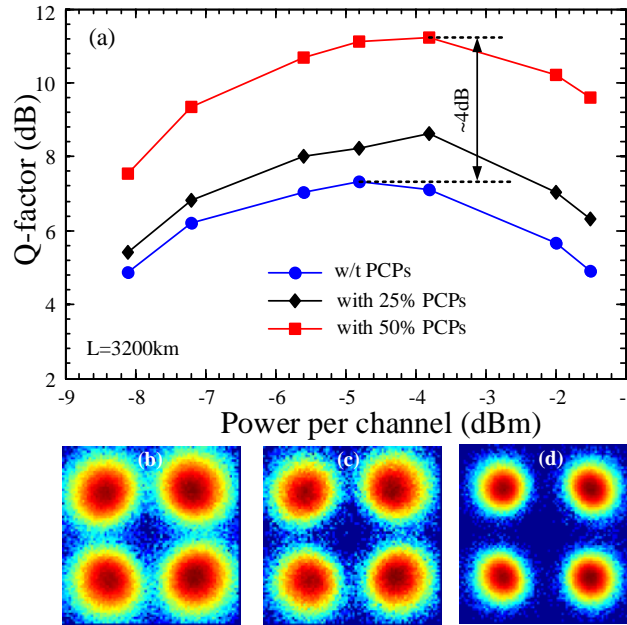 (a)
12
10
8
6
4
2
Q-factor (dB)
~4dB
w/t PCPs
with 25% PCPs
with 50% PCPs
L=3200km
-9 -8 -7 -6 -5 -4 -3 -2 -1
Power per channel (dBm)
(b) (c) (d)